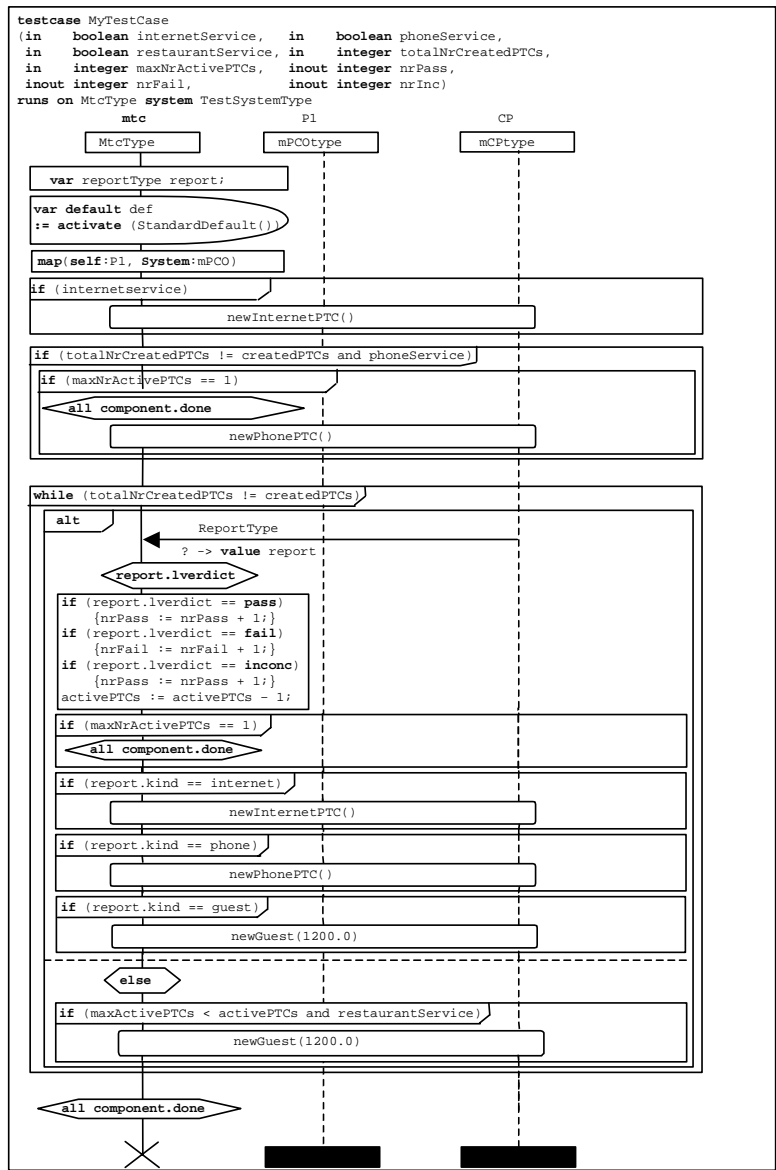 testcase MyTestCase
(in boolean internetService, in boolean phoneService,
in boolean restaurantService, in integer totalNrCreatedPTCs,
in integer maxNrActivePTCs, inout integer nrPass,
inout integer nrFail, inout integer nrInc)
runs on MtcType system TestSystemType
mtc P1 CP
MtcType mPCOtype mCPtype
var reportType report;
var default def
:= activate (StandardDefault())
map(self:P1, System:mPCO)
if (internetservice)
newInternetPTC()
if (totalNrCreatedPTCs != createdPTCs and phoneService)
if (maxNrActivePTCs == 1)
all component.done
newPhonePTC()
while (totalNrCreatedPTCs != createdPTCs)
alt
ReportType
? -> value report
report.lverdict
if (report.lverdict == pass)
{nrPass := nrPass + 1;}
if (report.lverdict == fail)
{nrFail := nrFail + 1;}
if (report.lverdict == inconc)
{nrPass := nrPass + 1;}
activePTCs := activePTCs - 1;
if (maxNrActivePTCs == 1)
all component.done
if (report.kind == internet)
newInternetPTC()
if (report.kind == phone)
newPhonePTC()
if (report.kind == guest)
newGuest(1200.0)
else
if (maxActivePTCs < activePTCs and restaurantService)
newGuest(1200.0)
all component.done